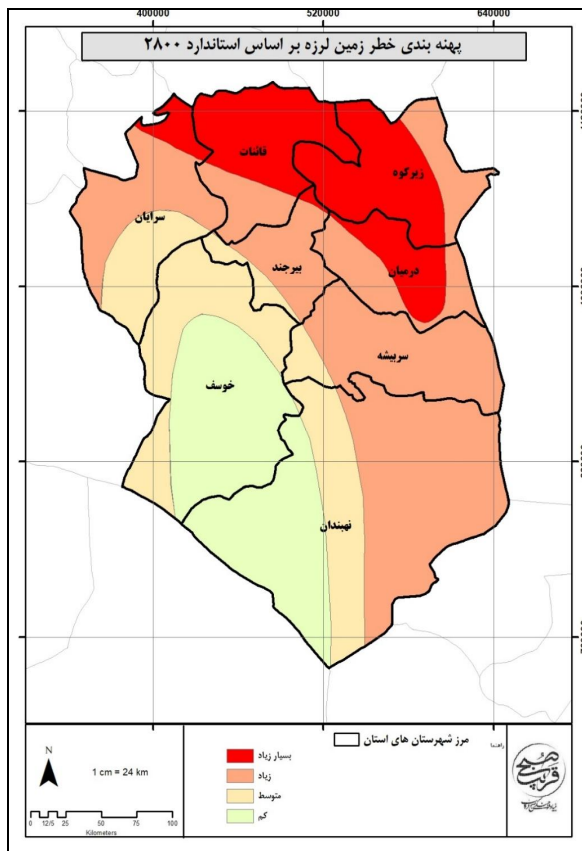 پهنه بندی خطر زمین لرزه بر اساس استاندارد ۲۸۰۰
400000 520000 640000
قائنات
زیرکوه
سرایان
بیرجند
درمیان
سربیشه
خوسف
نهبندان
راهنما
مرز شهرستان های استان
بسیار زیاد
زیاد
متوسط
کم
N
1 cm = 24 km
0 12/5 25 50 75 100
Kilometers
صبح قریب